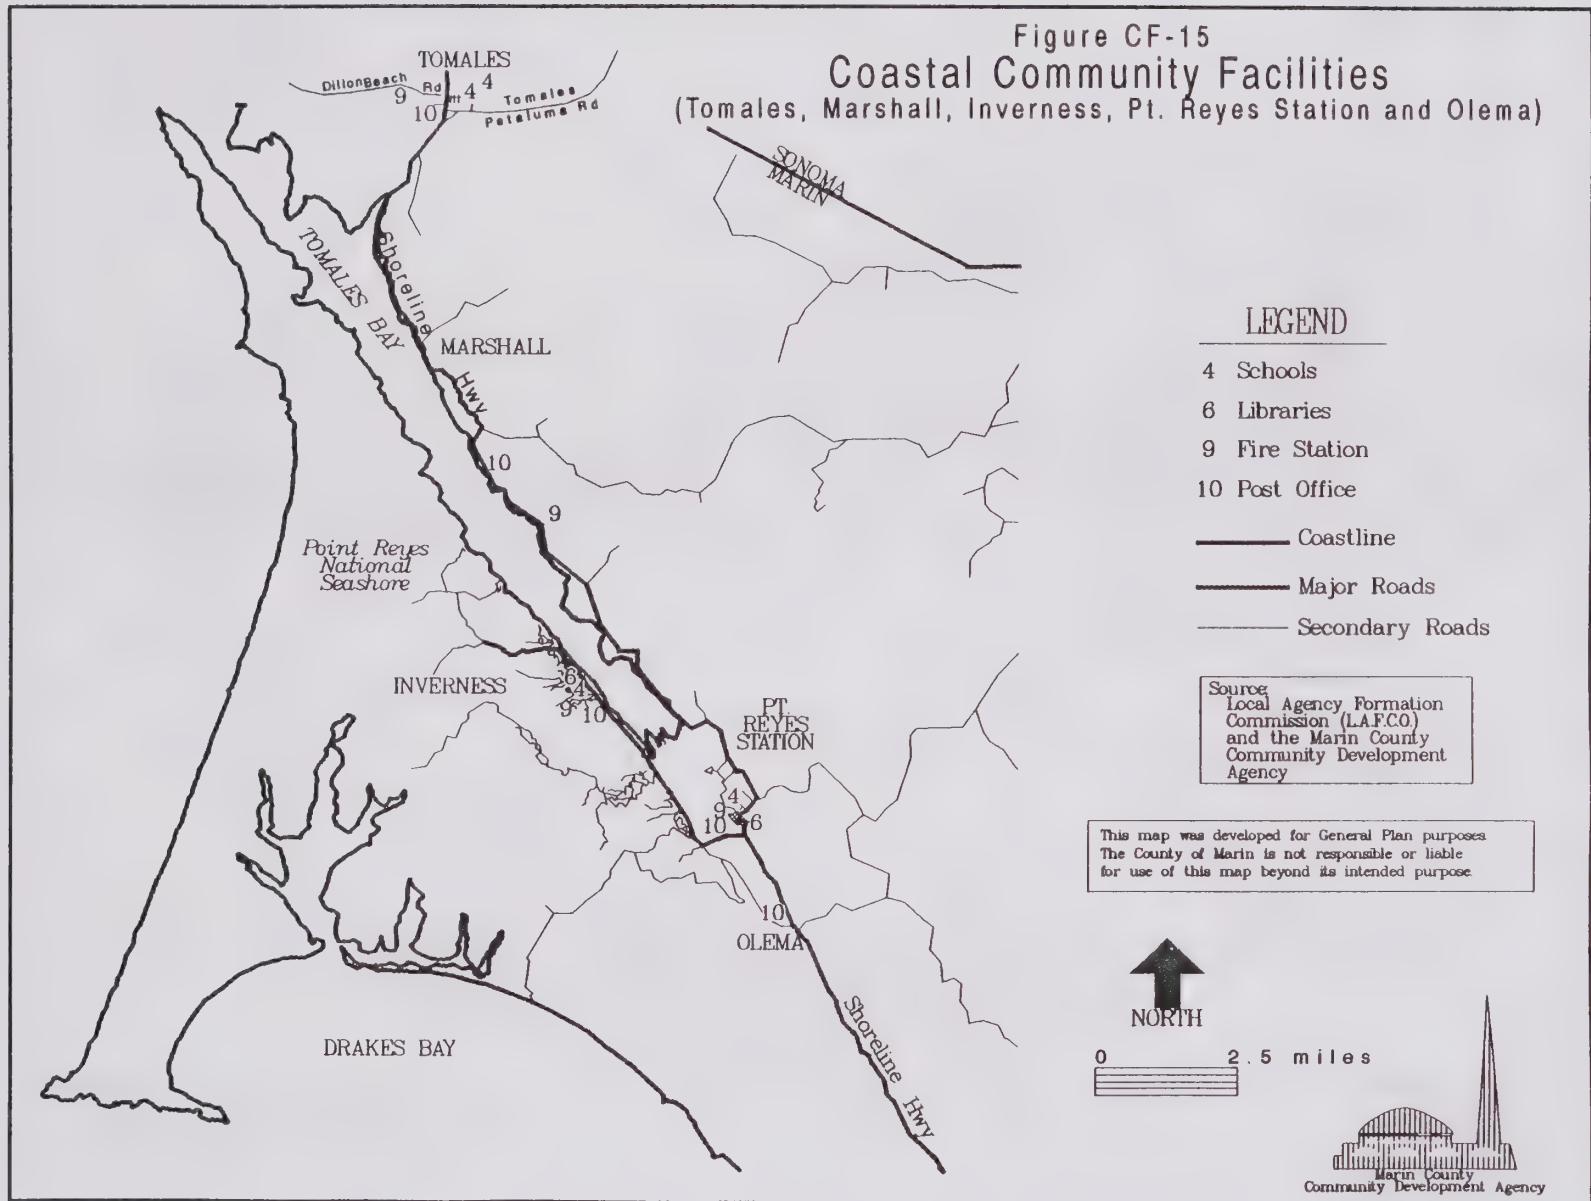 Figure CF-15
Coastal Community Facilities
(Tomales, Marshall, Inverness, Pt. Reyes Station and Olema)
TOMALES
Dillon Beach Rd
9
4
4
Tomales
Petaluma Rd
10
SONOMA
MARIN
TOMALES BAY
Shoreline
Hwy
MARSHALL
10
9
Point Reyes
National
Seashore
INVERNESS
6
4
9
10
PT.
REYES
STATION
4
9
10
6
10
OLEMA
Shoreline Hwy
DRAKES BAY
LEGEND
4 Schools
6 Libraries
9 Fire Station
10 Post Office
Coastline
Major Roads
Secondary Roads
Source
Local Agency Formation
Commission (L.A.F.C.O.)
and the Marin County
Community Development
Agency
This map was developed for General Plan purposes
The County of Marin is not responsible or liable
for use of this map beyond its intended purpose
NORTH
0 2.5 miles
Marin County
Community Development Agency